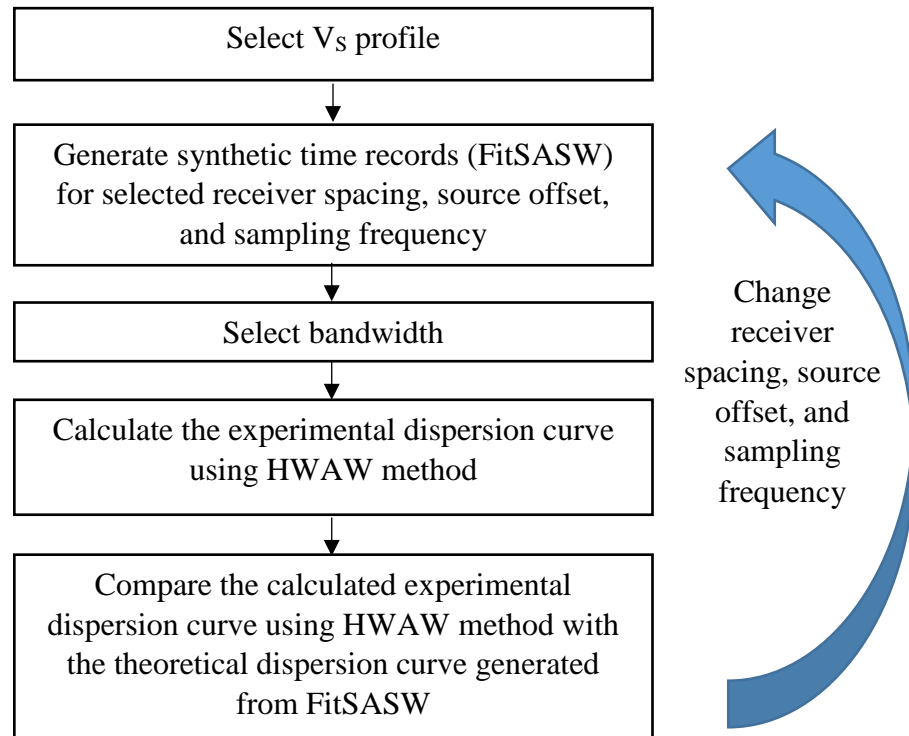 Select VS profile
Generate synthetic time records (FitSASW)
for selected receiver spacing, source offset,
and sampling frequency
Select bandwidth
Calculate the experimental dispersion curve
using HWAW method
Compare the calculated experimental
dispersion curve using HWAW method with
the theoretical dispersion curve generated
from FitSASW
Change
receiver
spacing, source
offset, and
sampling
frequency